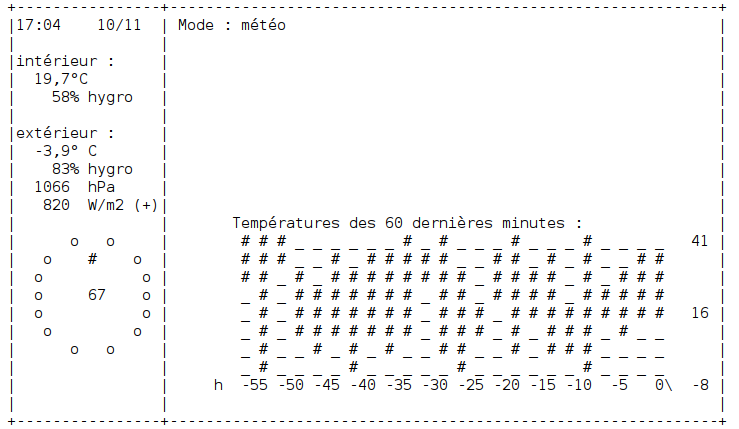 +----------------+-------------------------------------------------------------+
|17:04    10/11  | Mode : météo                                                |
|                |                                                             |
|intérieur :     |                                                             |
|  19,7°C        |                                                             |
|    58% hygro   |                                                             |
|                |                                                             |
|extérieur :     |                                                             |
|  -3,9° C       |                                                             |
|    83% hygro   |                                                             |
|  1066  hPa     |                                                             |
|   820  W/m2 (+)|                                                             |
|                |       Températures des 60 dernières minutes :               |
|      o   o     |        # # # _ _ _ _ _ _ # _ # _ _ _ # _ _ _ # _ _ _ _   41 |
|   o    #    o  |        # # # _ _ # _ # # # # # _ _ # # _ # _ # _ _ # #      |
|  o           o |        # # _ # _ # # # # # # # # _ # # # # _ # _ # # #      |
|  o     67    o |        _ # _ # # # # # # # _ # # _ # # # # # _ # # # #      |
|  o           o |        _ # _ # # # # # # # _ # # # _ # # # # # # # # #   16 |
|   o         o  |        _ # _ # # # # # # # _ # # # _ # _ # # # _ # _ _      |
|      o   o     |        _ # _ _ # _ # _ # _ _ # # _ _ # _ # # # _ _ _ _      |
|                |        _ # _ _ _ _ # _ _ _ _ _ # _ _ _ _ _ _ # _ _ _ _      |
|                |     h  -55 -50 -45 -40 -35 -30 -25 -20 -15 -10  -5   0\  -8 |
|                |                                                             |
+----------------+-------------------------------------------------------------+